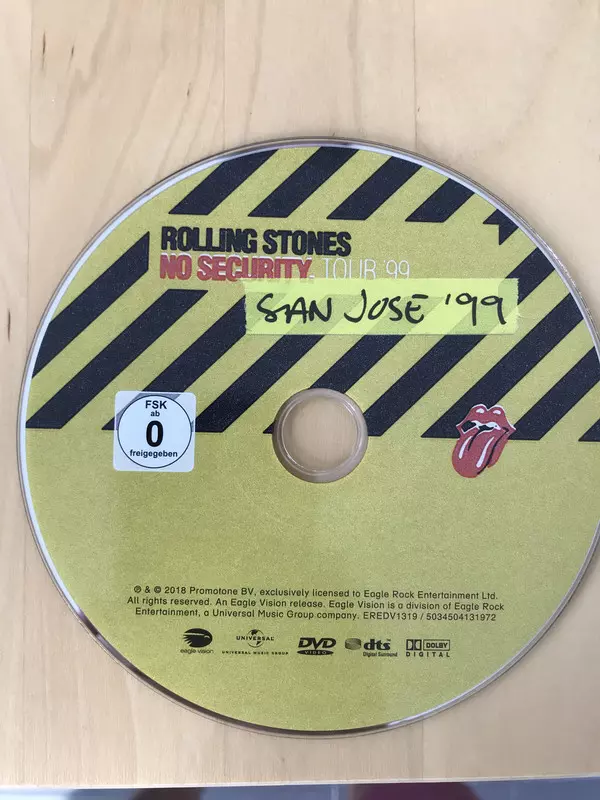 ROLLING STONES
NO SECURITY. TOUR '99
SAN JOSE '99
FSK
ab
0
freigegeben
℗ & © 2018 Promotone BV, exclusively licensed to Eagle Rock Entertainment Ltd.
All rights reserved. An Eagle Vision release. Eagle Vision is a division of Eagle Rock
Entertainment, a Universal Music Group company. EREDV1319 / 5034504131972
eagle-vision
UNIVERSAL
UNIVERSAL MUSIC GROUP
DVD
VIDEO
dts
Digital Surround
DOLBY
DIGITAL